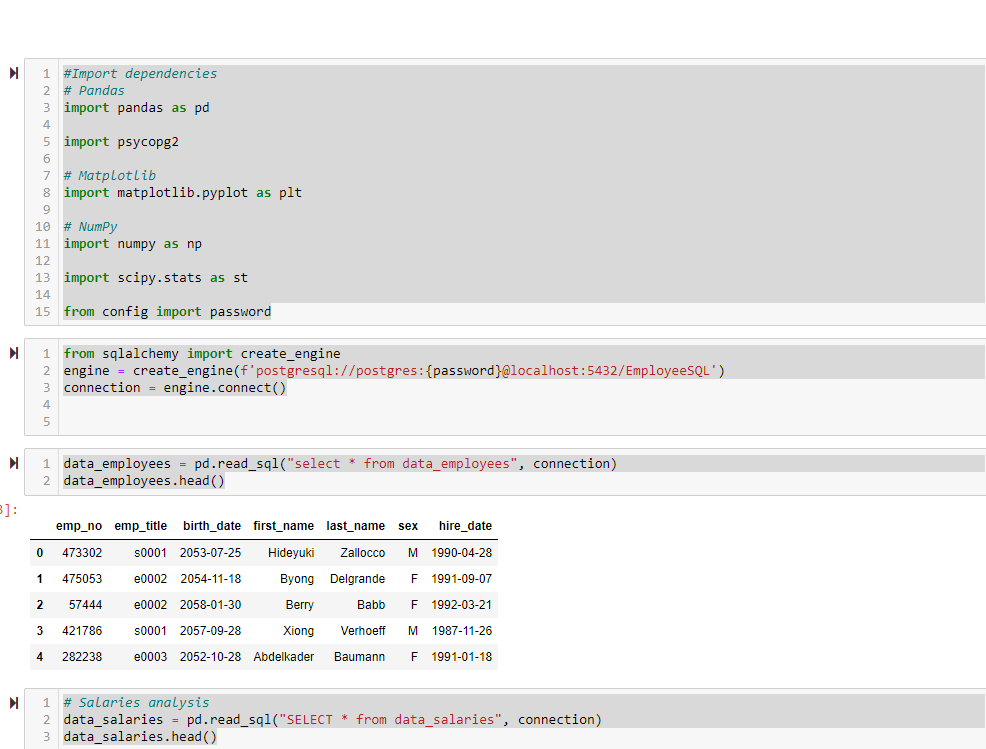 1 #Import dependencies
2 # Pandas
3 import pandas as pd
4
5 import psycopg2
6
7 # Matplotlib
8 import matplotlib.pyplot as plt
9
10 # NumPy
11 import numpy as np
12
13 import scipy.stats as st
14
15 from config import password
1 from sqlalchemy import create_engine
2 engine = create_engine(f'postgresql://postgres:{password}@localhost:5432/EmployeeSQL')
3 connection = engine.connect()
4
5
1 data_employees = pd.read_sql("select * from data_employees", connection)
2 data_employees.head()
3]:
emp_no emp_title birth_date first_name last_name sex hire_date
0 473302 s0001 2053-07-25 Hideyuki Zallocco M 1990-04-28
1 475053 e0002 2054-11-18 Byong Delgrande F 1991-09-07
2 57444 e0002 2058-01-30 Berry Babb F 1992-03-21
3 421786 s0001 2057-09-28 Xiong Verhoeff M 1987-11-26
4 282238 e0003 2052-10-28 Abdelkader Baumann F 1991-01-18
1 # Salaries analysis
2 data_salaries = pd.read_sql("SELECT * from data_salaries", connection)
3 data_salaries.head()